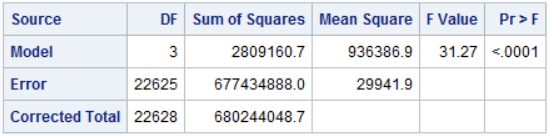 Source DF Sum of Squares Mean Square F Value Pr > F
Model 3 2809160.7 936386.9 31.27 <.0001
Error 22625 677434888.0 29941.9
Corrected Total 22628 680244048.7